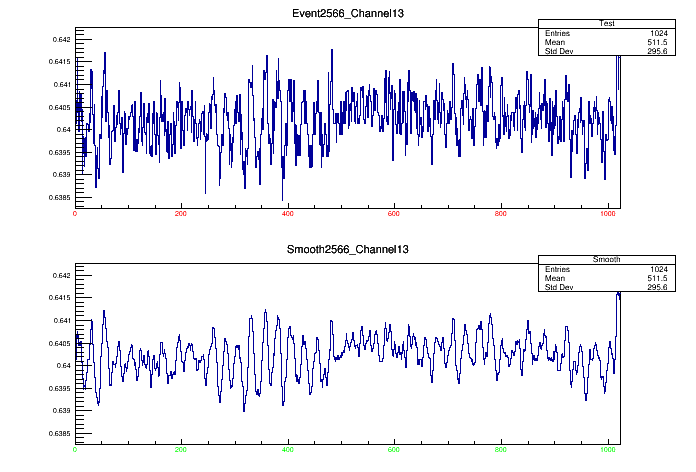 Event2566_Channel13
Test
Entries 1024
Mean 511.5
Std Dev 295.6
0.642
0.6415
0.641
0.6405
0.64
0.6395
0.639
0.6385
0 200 400 600 800 1000
Smooth2566_Channel13
Smooth
Entries 1024
Mean 511.5
Std Dev 295.6
0.642
0.6415
0.641
0.6405
0.64
0.6395
0.639
0.6385
0 200 400 600 800 1000